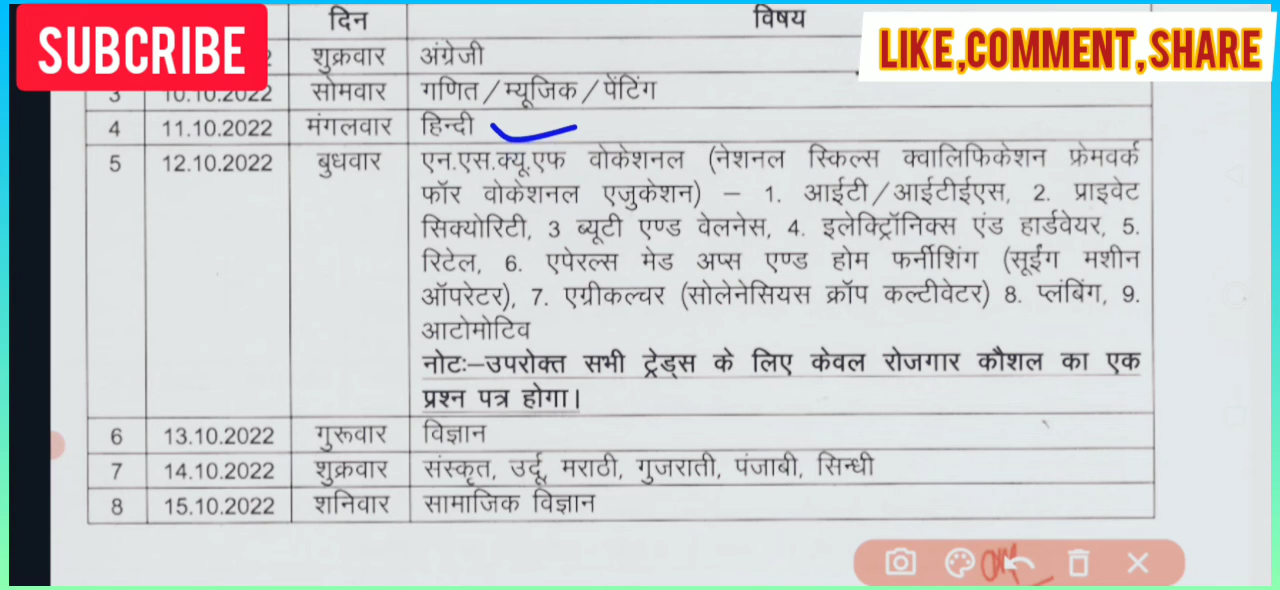 SUBCRIBE
LIKE,COMMENT,SHARE
दिन विषय
2 शुक्रवार अंग्रेजी
3 10.10.2022 सोमवार गणित / म्यूजिक / पेंटिंग
4 11.10.2022 मंगलवार हिन्दी
5 12.10.2022 बुधवार एन.एस.क्यू.एफ वोकेशनल (नेशनल स्किल्स क्वालिफिकेशन फ्रेमवर्क
फॉर वोकेशनल एजुकेशन) – 1. आईटी / आईटीईएस, 2. प्राइवेट
सिक्योरिटी, 3 ब्यूटी एण्ड वेलनेस, 4. इलेक्ट्रॉनिक्स एंड हार्डवेयर, 5.
रिटेल, 6. एपेरल्स मेड अप्स एण्ड होम फर्नीशिंग (सूईंग मशीन
ऑपरेटर), 7. एग्रीकल्चर (सोलेनेसियस क्रॉप कल्टीवेटर) 8. प्लंबिंग, 9.
आटोमोटिव
नोटः–उपरोक्त सभी ट्रेड्स के लिए केवल रोजगार कौशल का एक
प्रश्न पत्र होगा।
6 13.10.2022 गुरूवार विज्ञान
7 14.10.2022 शुक्रवार संस्कृत, उर्दू, मराठी, गुजराती, पंजाबी, सिन्धी
8 15.10.2022 शनिवार सामाजिक विज्ञान